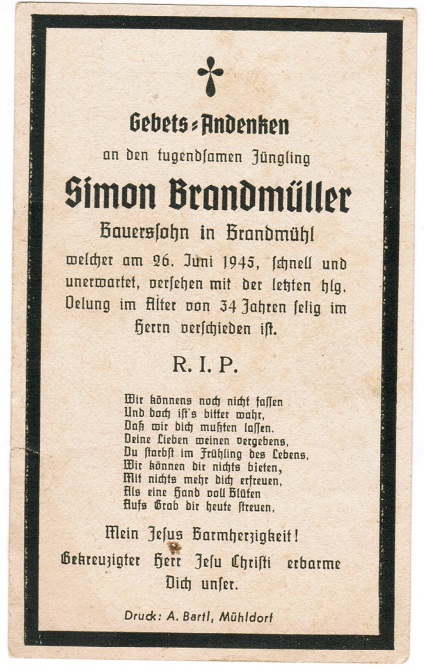 Gebets-Andenken
an den tugendsamen Jüngling
Simon Brandmüller
Bauerssohn in Brandmühl
welcher am 26. Juni 1945, schnell und
unerwartet, versehen mit der letzten hlg.
Oelung im Alter von 34 Jahren selig im
Herrn verschieden ist.
R. I. P.
Wir könnens noch nicht fassen
Und doch ist's bitter wahr,
Daß wir dich mußten lassen.
Deine Lieben weinen vergebens,
Du starbst im Frühling des Lebens.
Wir können dir nichts bieten,
Mit nichts mehr dich erfreuen,
Als eine Hand voll Blüten
Aufs Grab dir heute streuen.
Mein Jesus Barmherzigkeit!
Gekreuzigter Herr Jesu Christi erbarme
Dich unser.
Druck: A. Bartl, Mühldorf